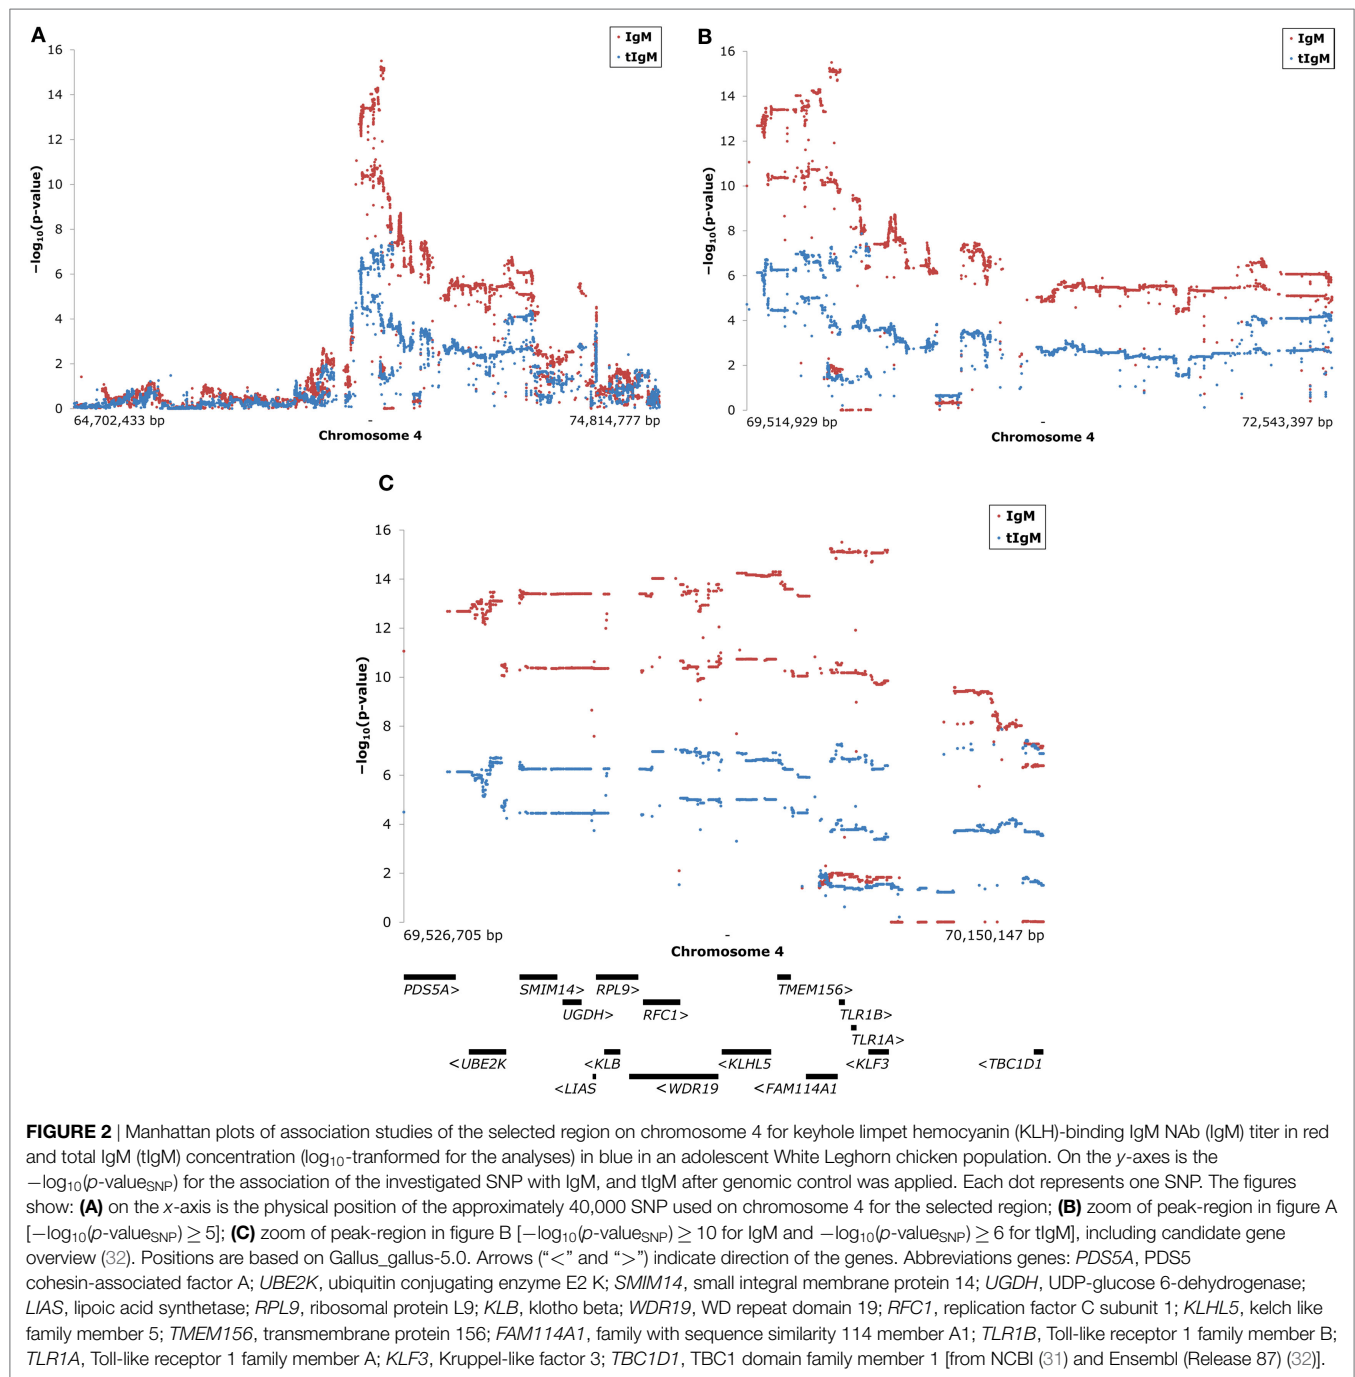 A
IgM
tIgM
16
14
12
10
8
6
4
2
0
−log10(p-value)
64,702,433 bp
-
74,814,777 bp
Chromosome 4
B
IgM
tIgM
16
14
12
10
8
6
4
2
0
−log10(p-value)
69,514,929 bp
-
72,543,397 bp
Chromosome 4
C
IgM
tIgM
16
14
12
10
8
6
4
2
0
−log10(p-value)
69,526,705 bp
-
70,150,147 bp
Chromosome 4
PDS5A>
SMIM14>
RPL9>
TMEM156>
UGDH>
RFC1>
TLR1B>
TLR1A>
<UBE2K
<KLB
<KLHL5
<KLF3
<TBC1D1
<LIAS
<WDR19
<FAM114A1
FIGURE 2 | Manhattan plots of association studies of the selected region on chromosome 4 for keyhole limpet hemocyanin (KLH)-binding IgM NAb (IgM) titer in red
and total IgM (tIgM) concentration (log10-tranformed for the analyses) in blue in an adolescent White Leghorn chicken population. On the y-axes is the
−log10(p-valueSNP) for the association of the investigated SNP with IgM, and tIgM after genomic control was applied. Each dot represents one SNP. The figures
show: (A) on the x-axis is the physical position of the approximately 40,000 SNP used on chromosome 4 for the selected region; (B) zoom of peak-region in figure A
[−log10(p-valueSNP) ≥ 5]; (C) zoom of peak-region in figure B [−log10(p-valueSNP) ≥ 10 for IgM and −log10(p-valueSNP) ≥ 6 for tIgM], including candidate gene
overview (32). Positions are based on Gallus_gallus-5.0. Arrows (“<” and “>”) indicate direction of the genes. Abbreviations genes: PDS5A, PDS5
cohesin-associated factor A; UBE2K, ubiquitin conjugating enzyme E2 K; SMIM14, small integral membrane protein 14; UGDH, UDP-glucose 6-dehydrogenase;
LIAS, lipoic acid synthetase; RPL9, ribosomal protein L9; KLB, klotho beta; WDR19, WD repeat domain 19; RFC1, replication factor C subunit 1; KLHL5, kelch like
family member 5; TMEM156, transmembrane protein 156; FAM114A1, family with sequence similarity 114 member A1; TLR1B, Toll-like receptor 1 family member B;
TLR1A, Toll-like receptor 1 family member A; KLF3, Kruppel-like factor 3; TBC1D1, TBC1 domain family member 1 [from NCBI (31) and Ensembl (Release 87) (32)].